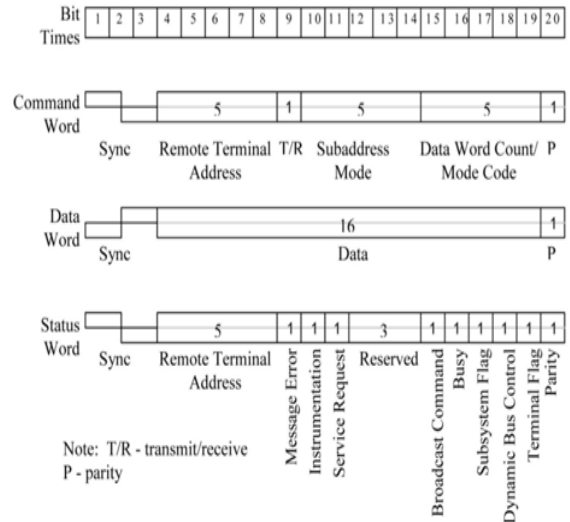 Bit Times 1 2 3 4 5 6 7 8 9 10 11 12 13 14 15 16 17 18 19 20
Command Word 5 1 5 5 1
Sync Remote Terminal Address T/R Subaddress Mode Data Word Count/ Mode Code P
Data Word 16 1
Sync Data P
Status Word 5 1 1 1 3 1 1 1 1 1 1
Sync Remote Terminal Address Message Error Instrumentation Service Request Reserved Broadcast Command Busy Subsystem Flag Dynamic Bus Control Terminal Flag Parity
Note: T/R - transmit/receive
P - parity